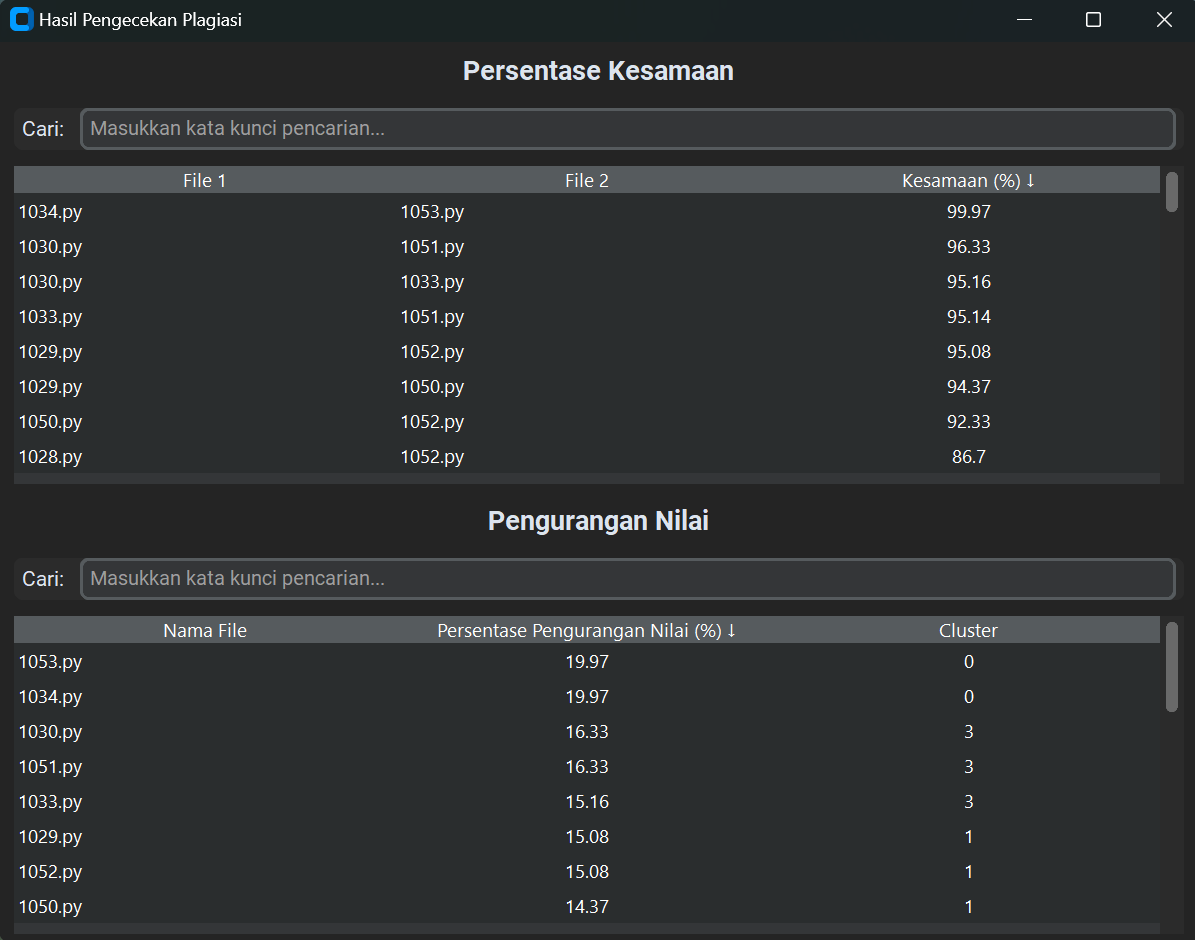 Hasil Pengecekan Plagiasi
Persentase Kesamaan
Cari: Masukkan kata kunci pencarian...
File 1 File 2 Kesamaan (%) ↓
1034.py 1053.py 99.97
1030.py 1051.py 96.33
1030.py 1033.py 95.16
1033.py 1051.py 95.14
1029.py 1052.py 95.08
1029.py 1050.py 94.37
1050.py 1052.py 92.33
1028.py 1052.py 86.7
Pengurangan Nilai
Cari: Masukkan kata kunci pencarian...
Nama File Persentase Pengurangan Nilai (%) ↓ Cluster
1053.py 19.97 0
1034.py 19.97 0
1030.py 16.33 3
1051.py 16.33 3
1033.py 15.16 3
1029.py 15.08 1
1052.py 15.08 1
1050.py 14.37 1